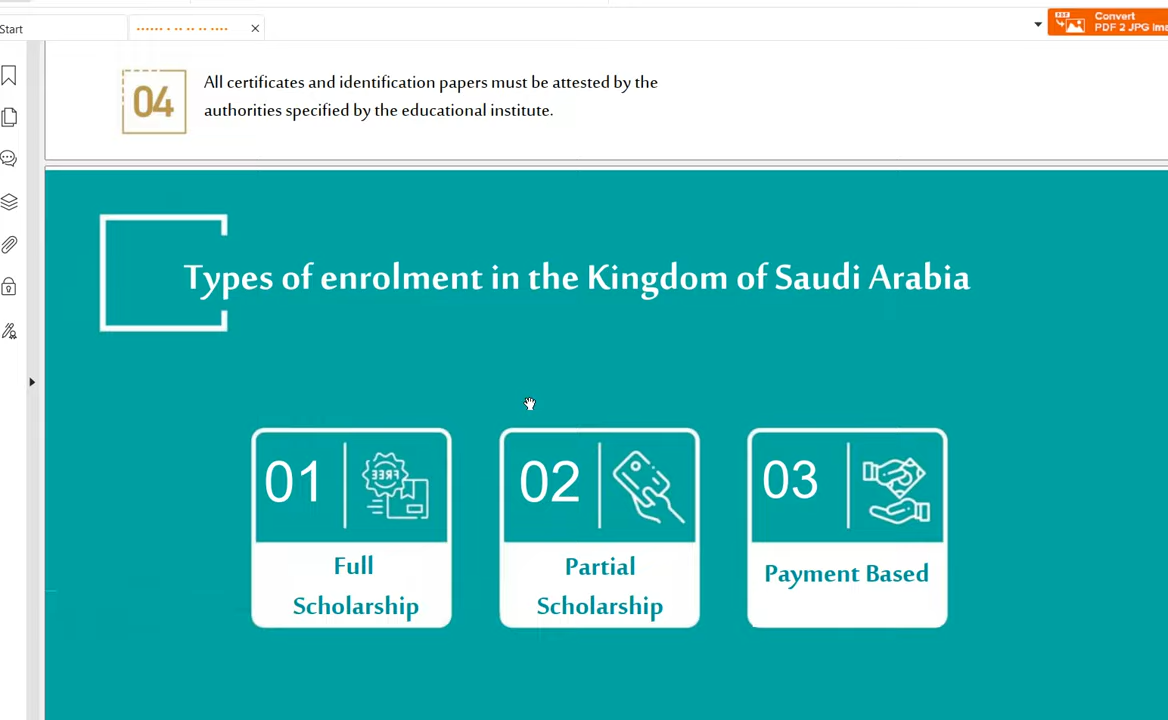 Start
Convert
PDF 2 JPG Ima
04
All certificates and identification papers must be attested by the
authorities specified by the educational institute.
Types of enrolment in the Kingdom of Saudi Arabia
01
FREE
Full
Scholarship
02
Partial
Scholarship
03
Payment Based